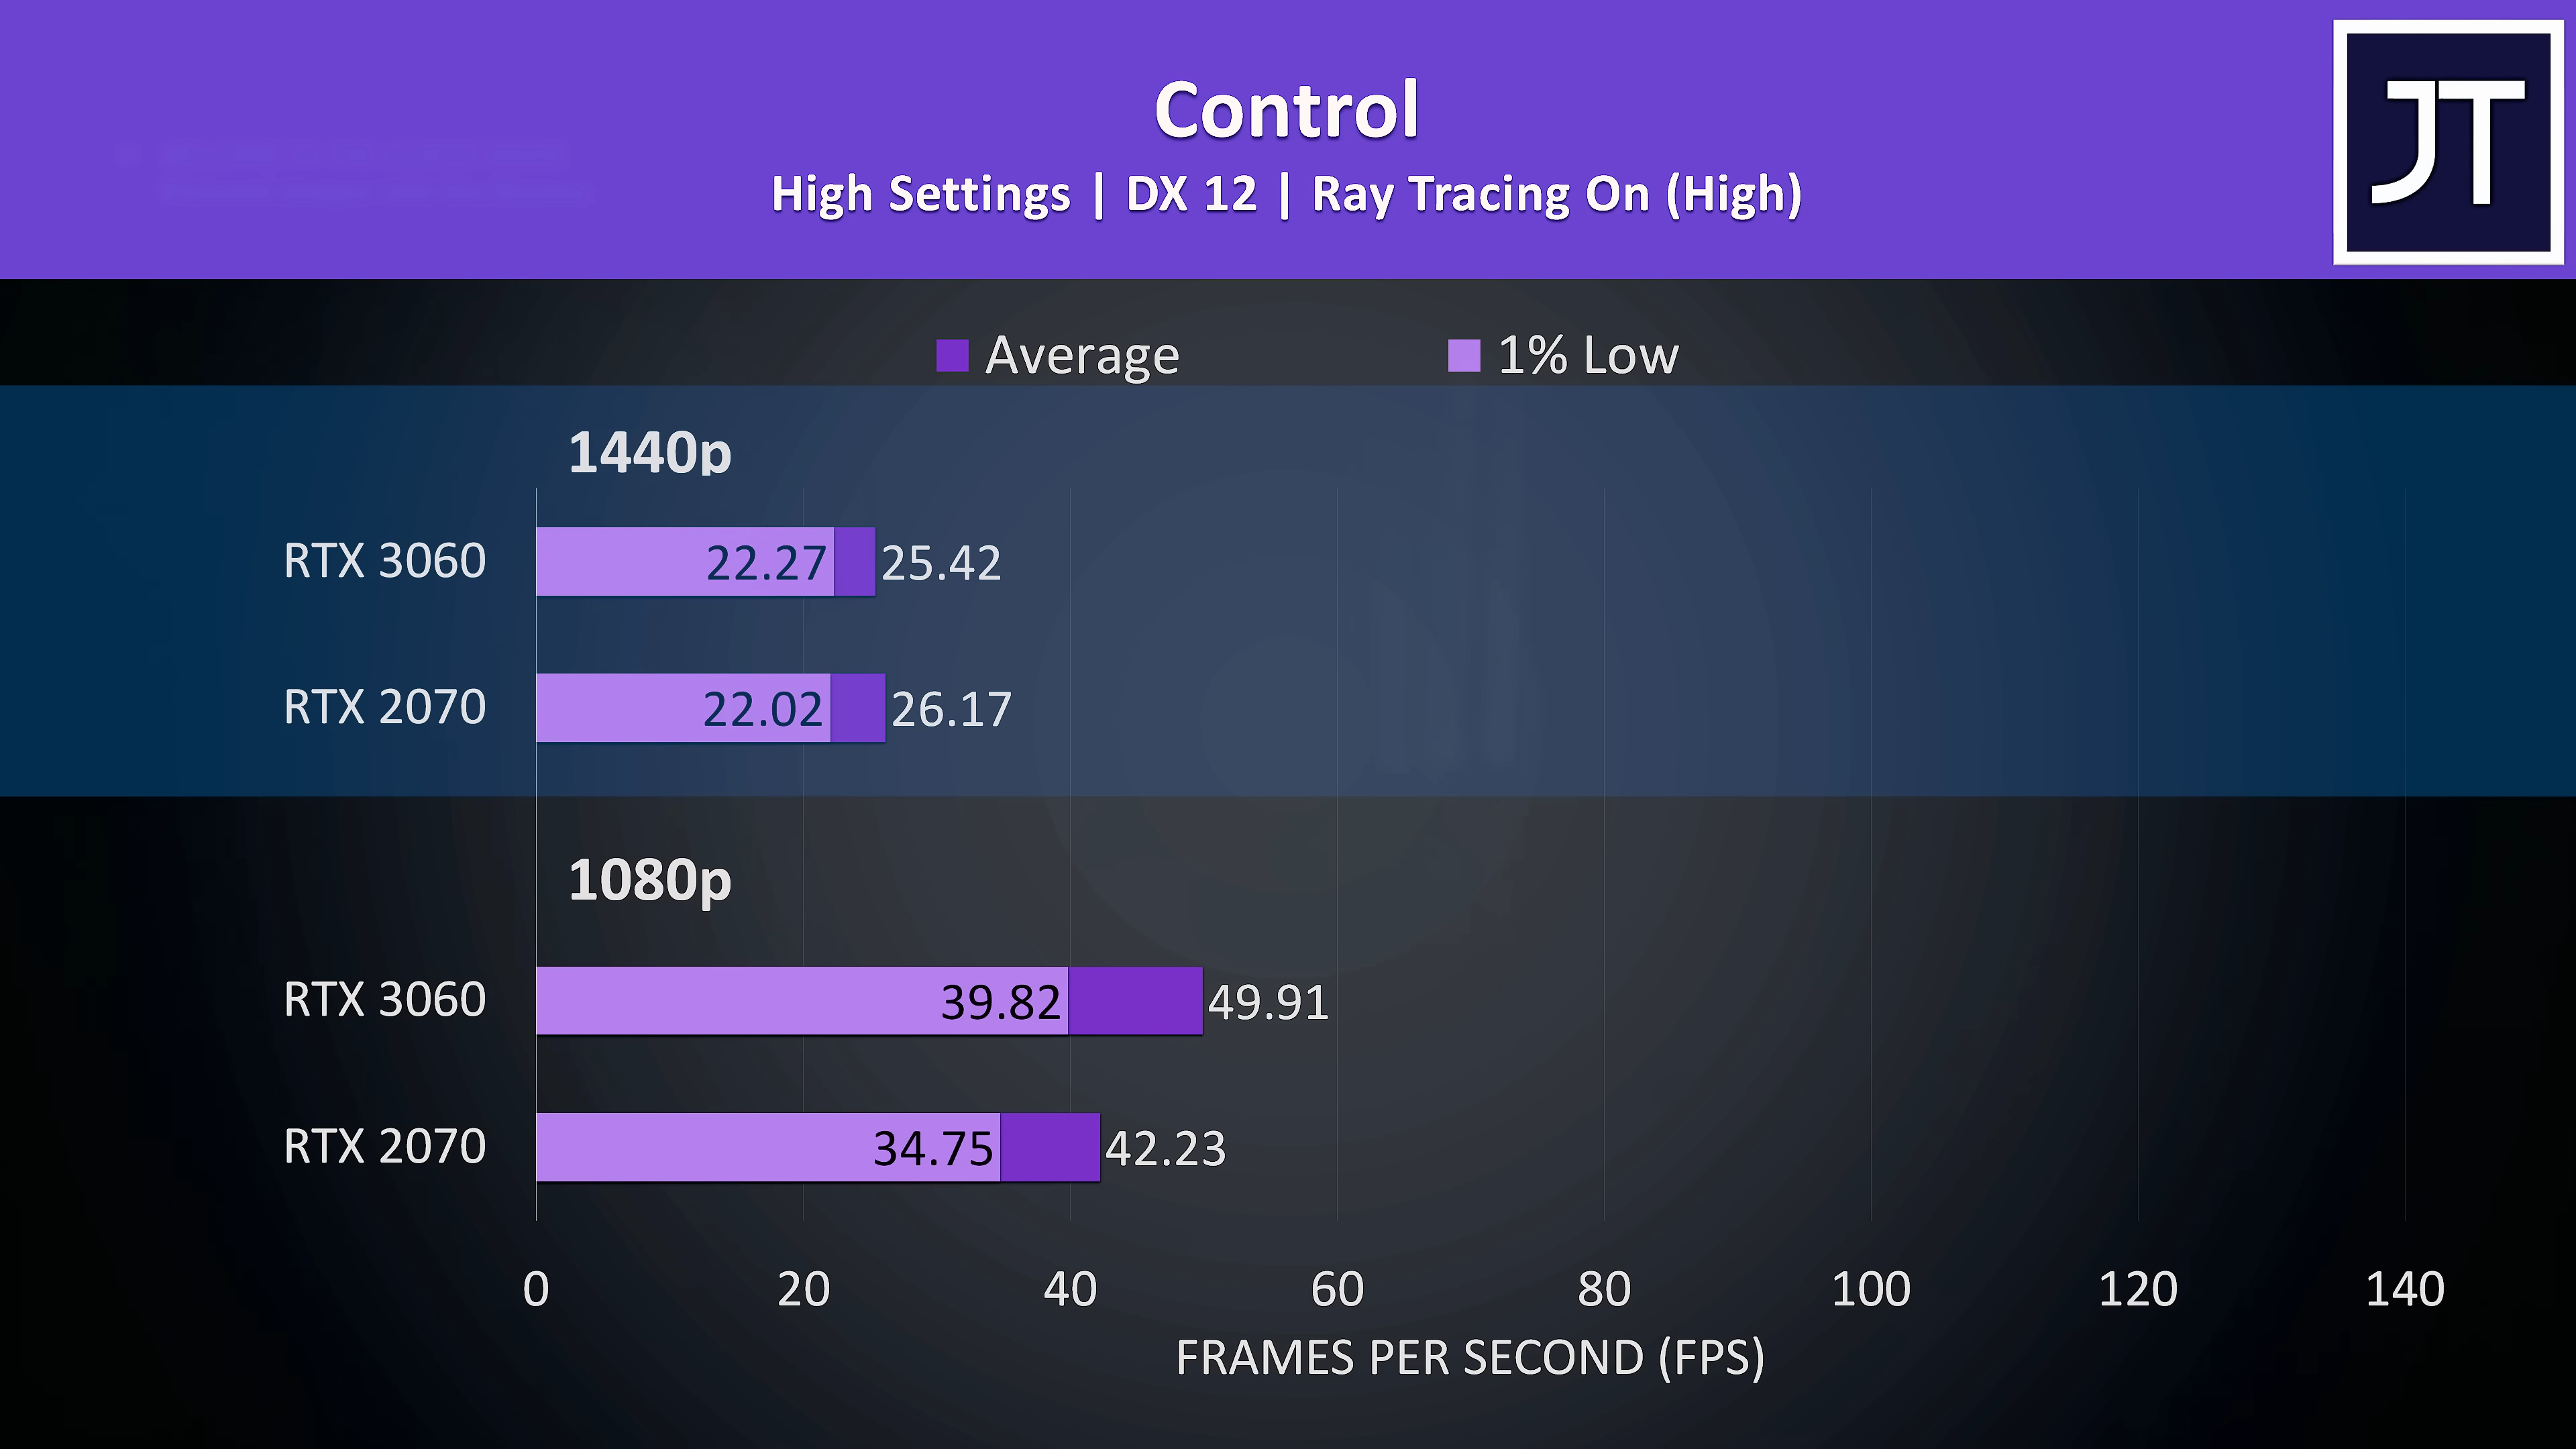 Control
High Settings | DX 12 | Ray Tracing On (High)
JT
Average
1% Low
1440p
RTX 3060
22.27
25.42
RTX 2070
22.02
26.17
1080p
RTX 3060
39.82
49.91
RTX 2070
34.75
42.23
0 20 40 60 80 100 120 140
FRAMES PER SECOND (FPS)